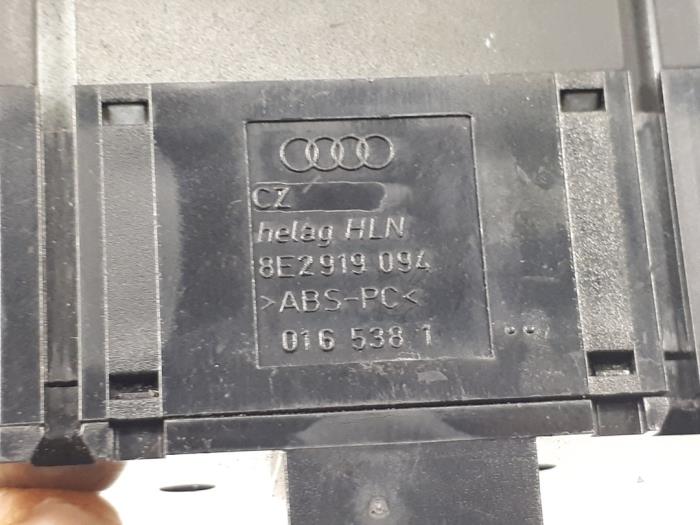 CZ
helag HLN
8E2919 094
>ABS-PC<
016 538 1